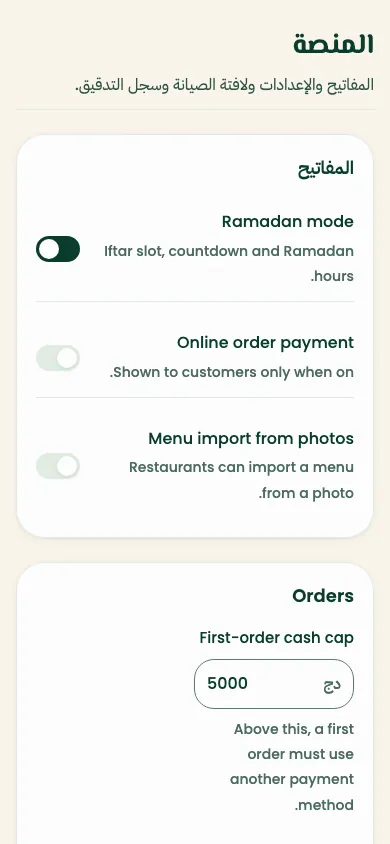 المنصة
المفاتيح والإعدادات ولافتة الصيانة وسجل التدقيق.
المفاتيح
Ramadan mode
Iftar slot, countdown and Ramadan
hours.
Online order payment
Shown to customers only when on.
Menu import from photos
Restaurants can import a menu
from a photo.
Orders
First-order cash cap
5000 دج
Above this, a first
order must use
another payment
method.